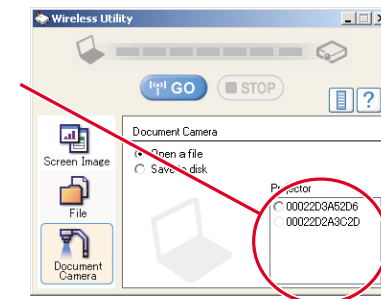 Wireless Utility
GO
STOP
?
Document Camera
Open a file
Save to disk
Projector
00022D3A52D6
00022D2A3C2D
Screen Image
File
Document
Camera